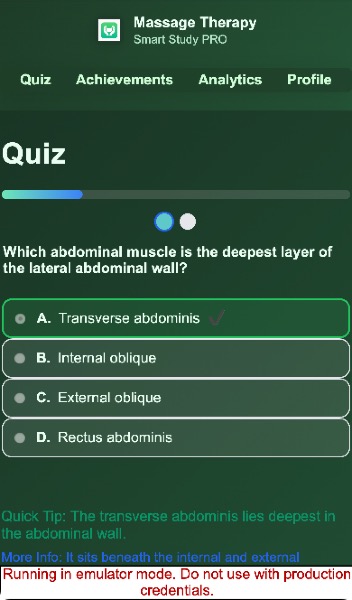 Massage Therapy
Smart Study PRO
Quiz Achievements Analytics Profile
Quiz
Which abdominal muscle is the deepest layer of
the lateral abdominal wall?
A. Transverse abdominis ✓
B. Internal oblique
C. External oblique
D. Rectus abdominis
Quick Tip: The transverse abdominis lies deepest in
the abdominal wall.
More Info: It sits beneath the internal and external
Running in emulator mode. Do not use with production
credentials.